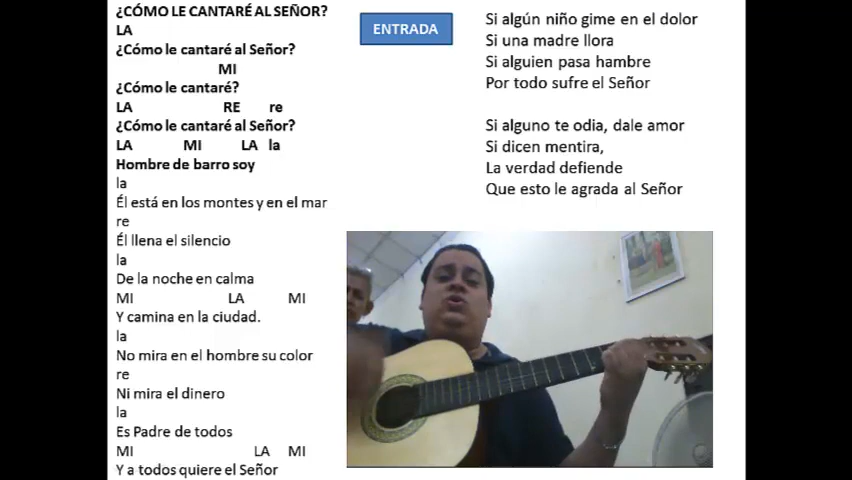 ¿CÓMO LE CANTARÉ AL SEÑOR?
LA
¿Cómo le cantaré al Señor?
MI
¿Cómo le cantaré?
LA RE re
¿Cómo le cantaré al Señor?
LA MI LA la
Hombre de barro soy
la
Él está en los montes y en el mar
re
Él llena el silencio
la
De la noche en calma
MI LA MI
Y camina en la ciudad.
la
No mira en el hombre su color
re
Ni mira el dinero
la
Es Padre de todos
MI LA MI
Y a todos quiere el Señor
ENTRADA
Si algún niño gime en el dolor
Si una madre llora
Si alguien pasa hambre
Por todo sufre el Señor
Si alguno te odia, dale amor
Si dicen mentira,
La verdad defiende
Que esto le agrada al Señor